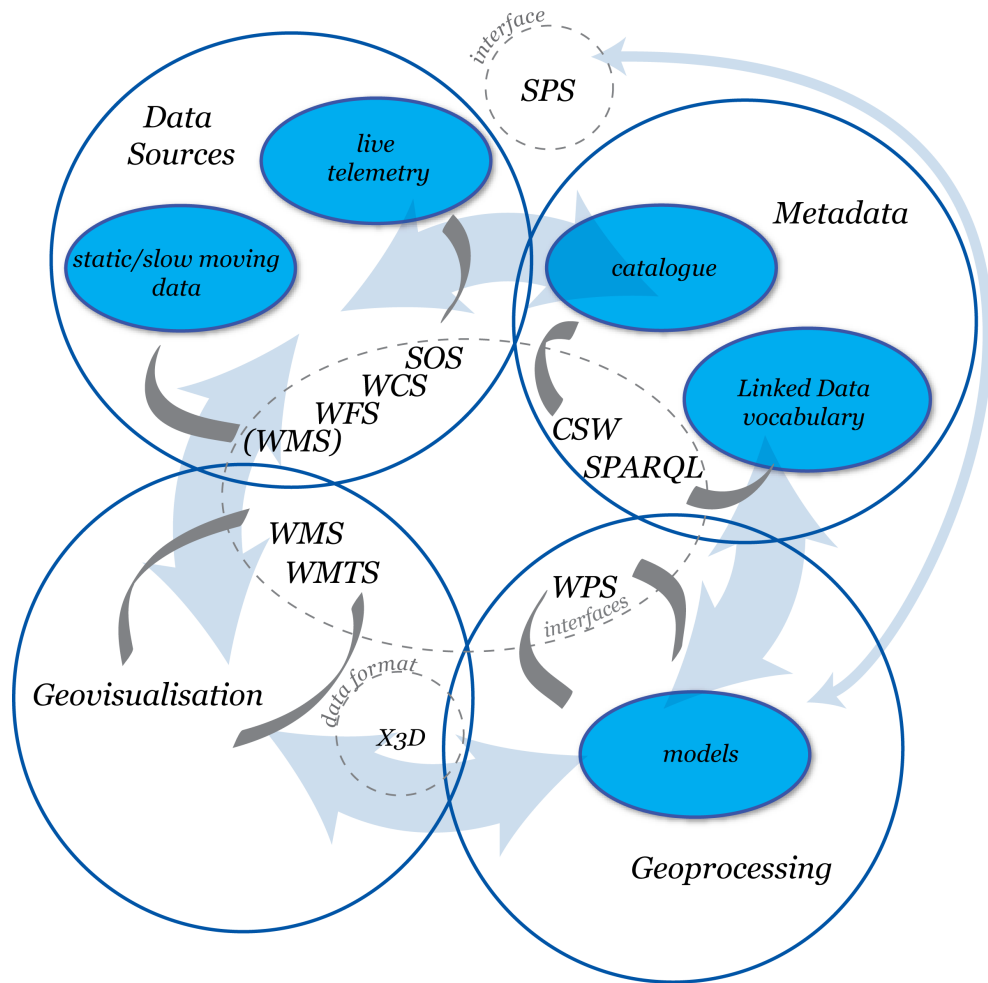 interface
SPS
Data
Sources
live
telemetry
static/slow moving
data
Metadata
catalogue
Linked Data
vocabulary
SOS
WCS
WFS
(WMS)
CSW
SPARQL
WMS
WMTS
WPS
interfaces
Geovisualisation
data format
X3D
models
Geoprocessing